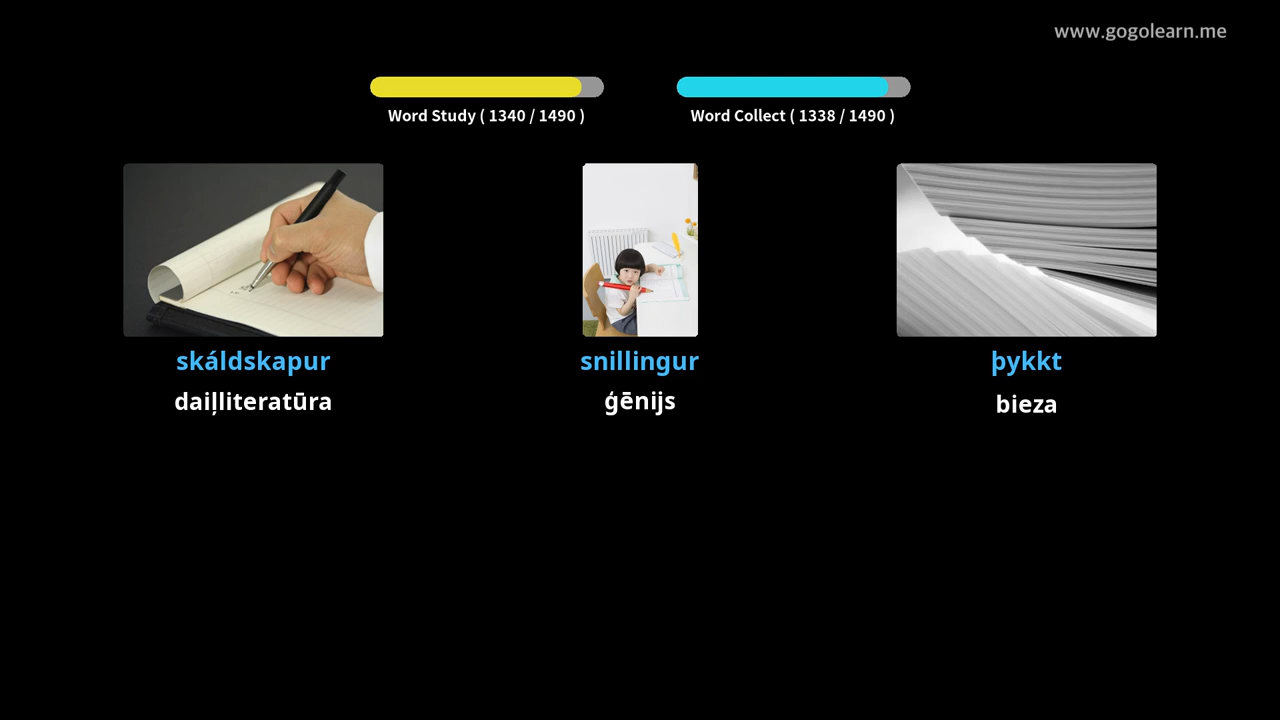 www.gogolearn.me
Word Study ( 1340 / 1490 )
Word Collect ( 1338 / 1490 )
skáldskapur
snillingur
þykkt
daiļliteratūra
ģēnijs
bieza